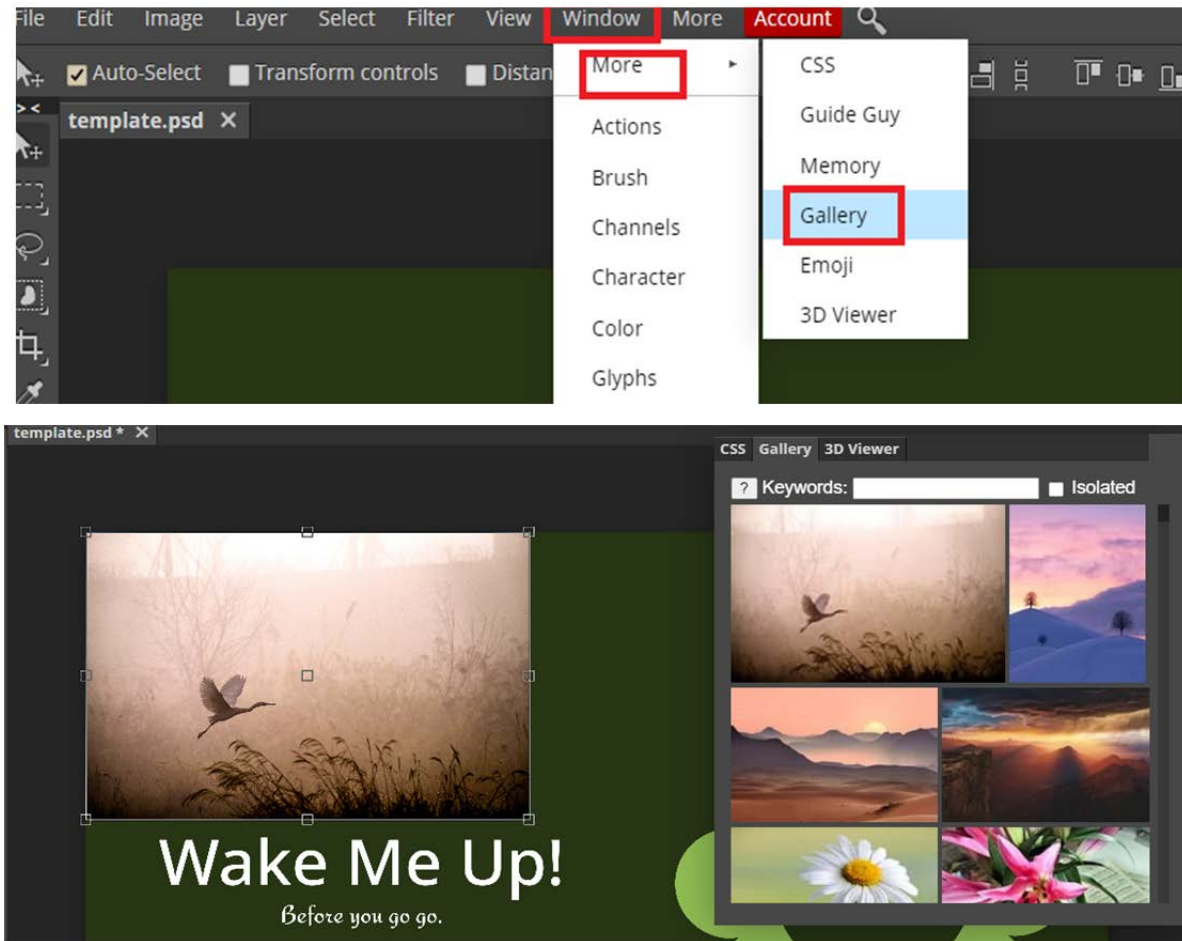 File Edit Image Layer Select Filter View Window More Account
Auto-Select Transform controls Distan
template.psd
More
Actions
Brush
Channels
Character
Color
Glyphs
CSS
Guide Guy
Memory
Gallery
Emoji
3D Viewer
template.psd *
CSS Gallery 3D Viewer
? Keywords: Isolated
Wake Me Up!
Before you go go.